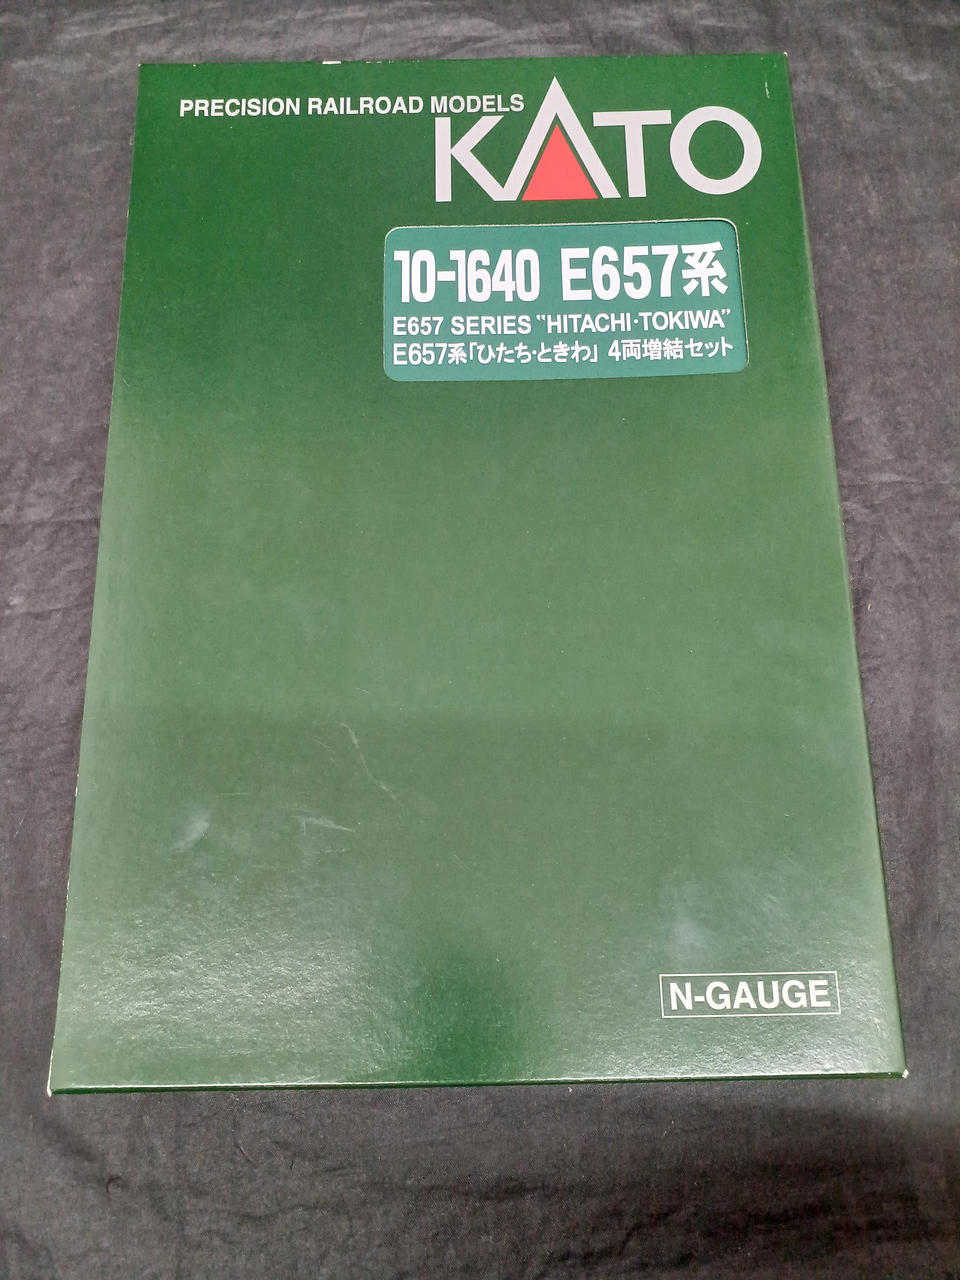 PRECISION RAILROAD MODELS
KATO
10-1640 E657系
E657 SERIES "HITACHI·TOKIWA"
E657系「ひたち·ときわ」 4両増結セット
N-GAUGE